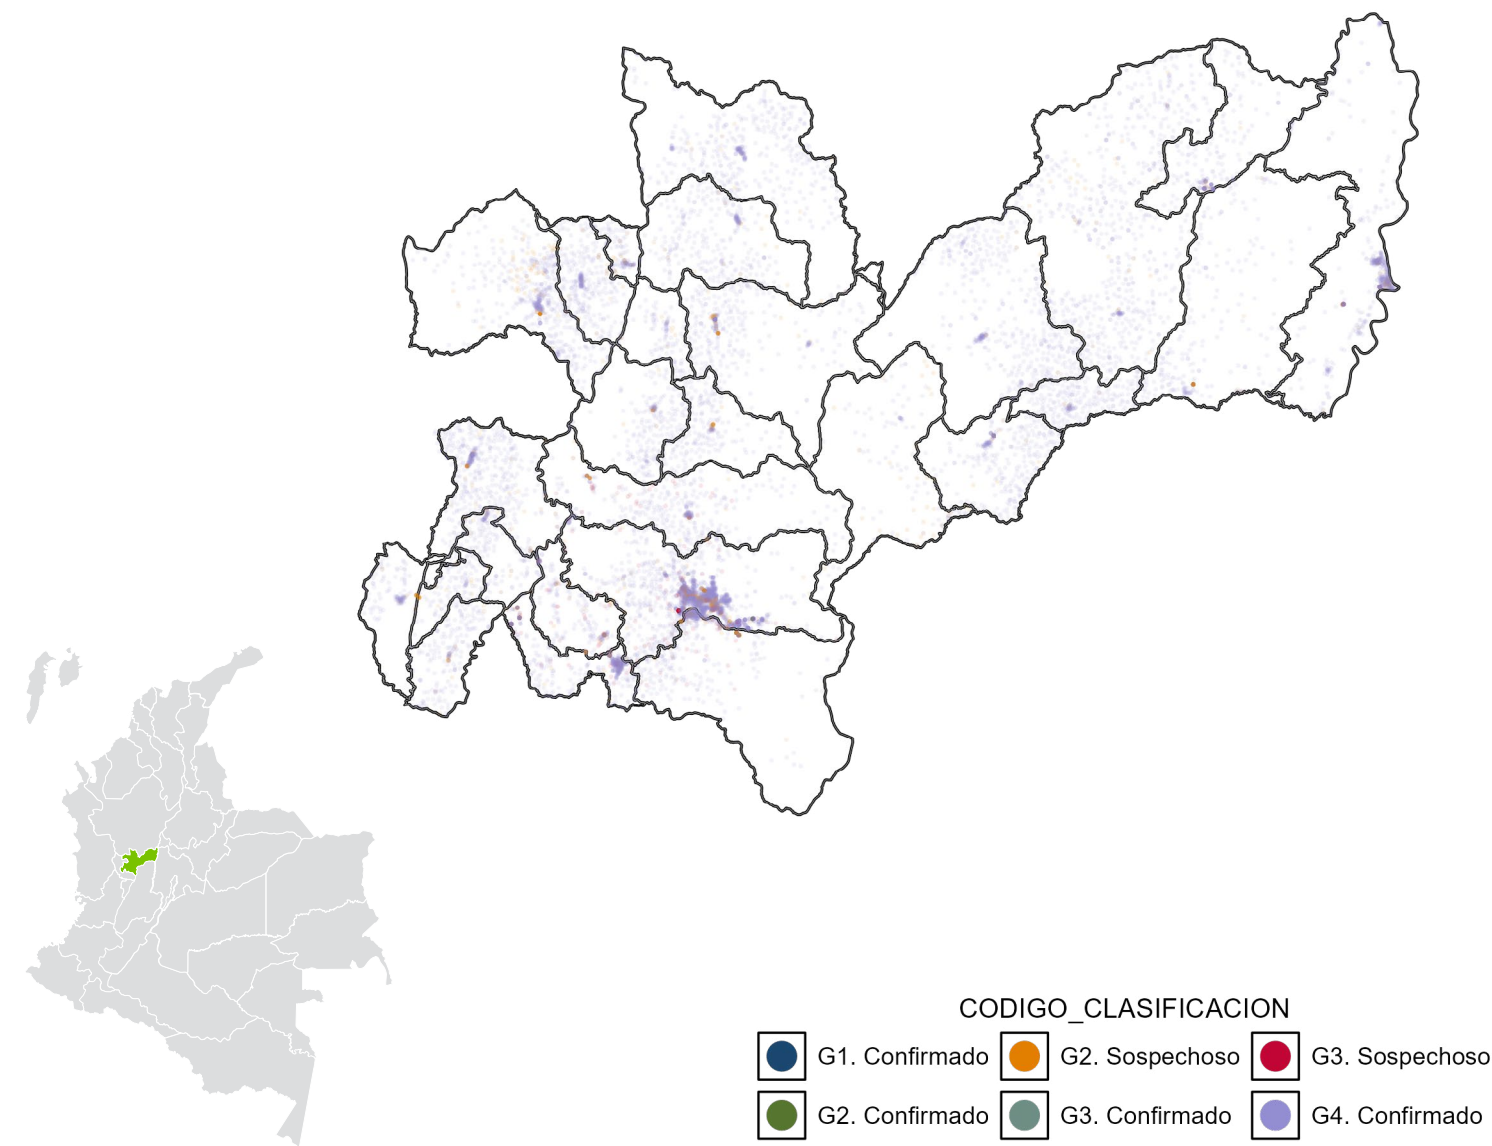 CODIGO_CLASIFICACION
G1. Confirmado G2. Sospechoso G3. Sospechoso
G2. Confirmado G3. Confirmado G4. Confirmado